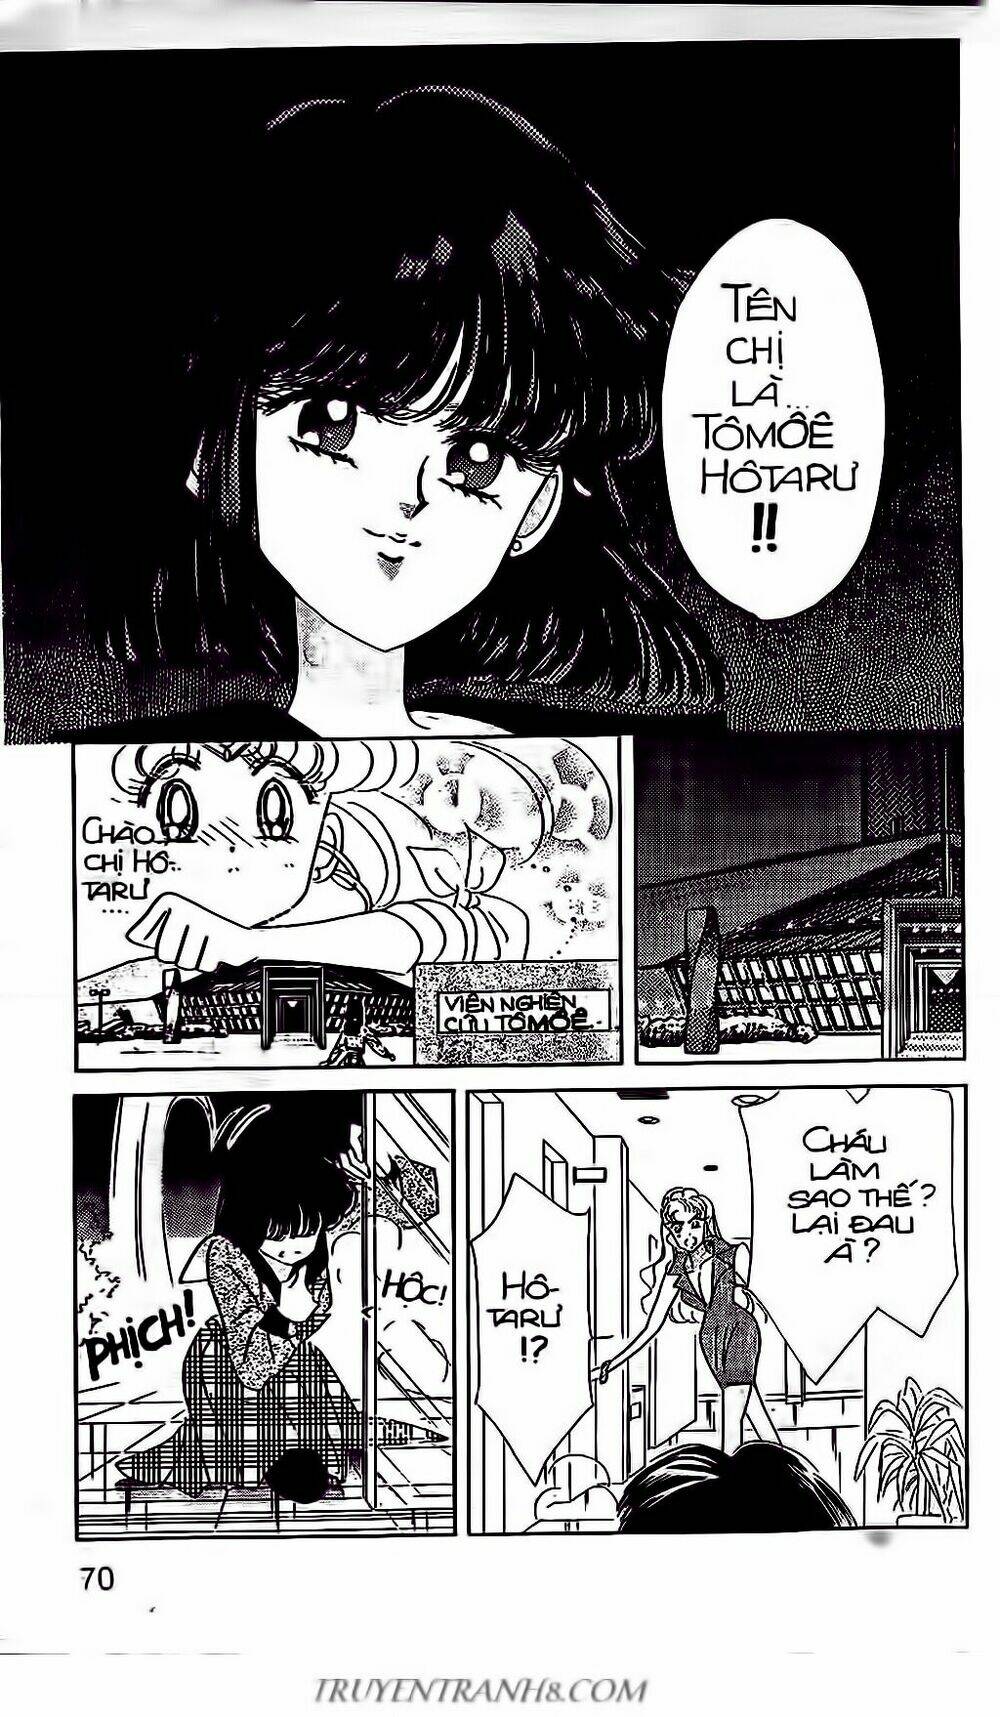 TÊN
CHỊ
LÀ...
TÔMÔÊ
HÔTARƯ
!!
CHÀO
CHỊ HÔ-
TARƯ
....
VIỆN NGHIÊN
CỨU TÔMÔÊ
CHÁU
LÀM
SAO THẾ?
LẠI ĐAU
À?
HÔ-
TARƯ
!?
HỘC!
PHỊCH!
70
TRUYENTRANH8.COM